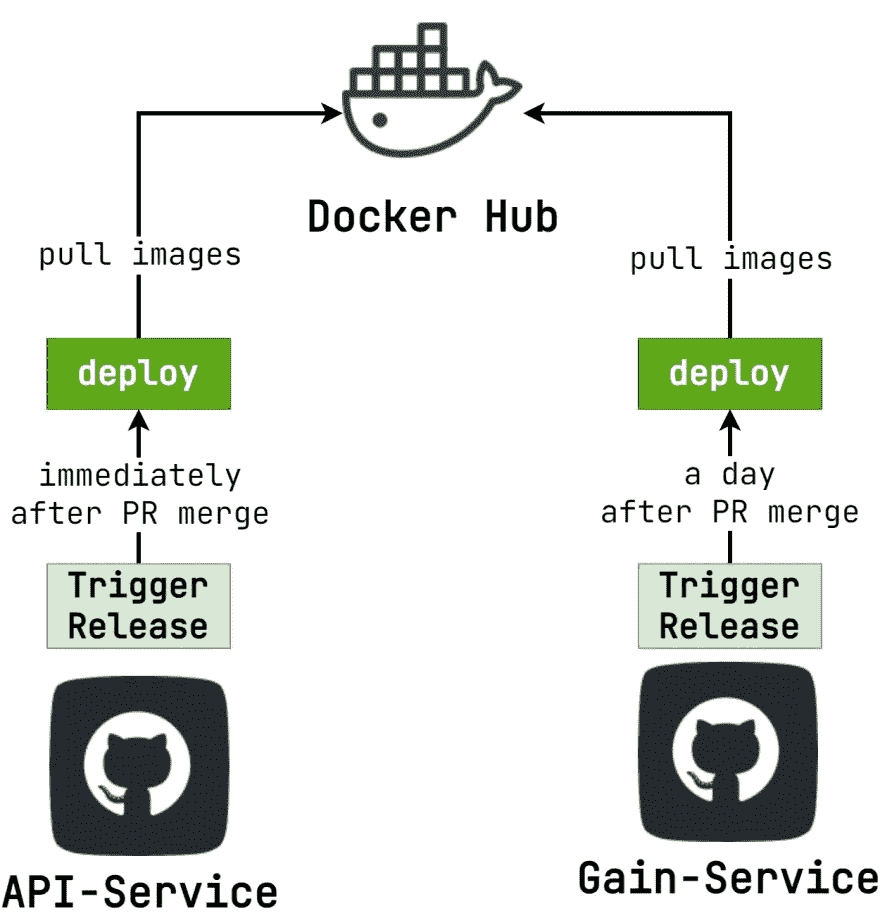 Docker Hub
pull images
pull images
deploy
deploy
immediately
after PR merge
a day
after PR merge
Trigger
Release
Trigger
Release
API-Service
Gain-Service